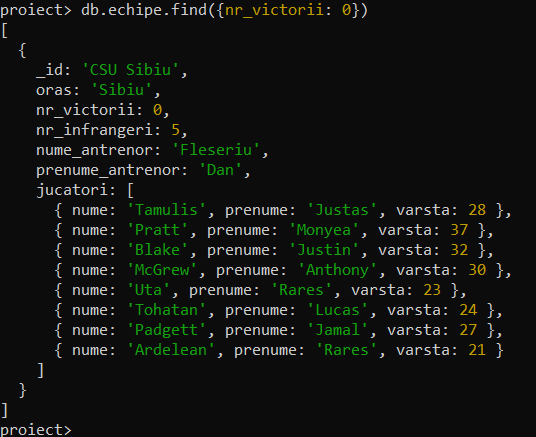 proiect> db.echipe.find({nr_victorii: 0})
[
  {
    _id: 'CSU Sibiu',
    oras: 'Sibiu',
    nr_victorii: 0,
    nr_infrangeri: 5,
    nume_antrenor: 'Fleseriu',
    prenume_antrenor: 'Dan',
    jucatori: [
      { nume: 'Tamulis', prenume: 'Justas', varsta: 28 },
      { nume: 'Pratt', prenume: 'Monyea', varsta: 37 },
      { nume: 'Blake', prenume: 'Justin', varsta: 32 },
      { nume: 'McGrew', prenume: 'Anthony', varsta: 30 },
      { nume: 'Uta', prenume: 'Rares', varsta: 23 },
      { nume: 'Tohatan', prenume: 'Lucas', varsta: 24 },
      { nume: 'Padgett', prenume: 'Jamal', varsta: 27 },
      { nume: 'Ardelean', prenume: 'Rares', varsta: 21 }
    ]
  }
]
proiect>